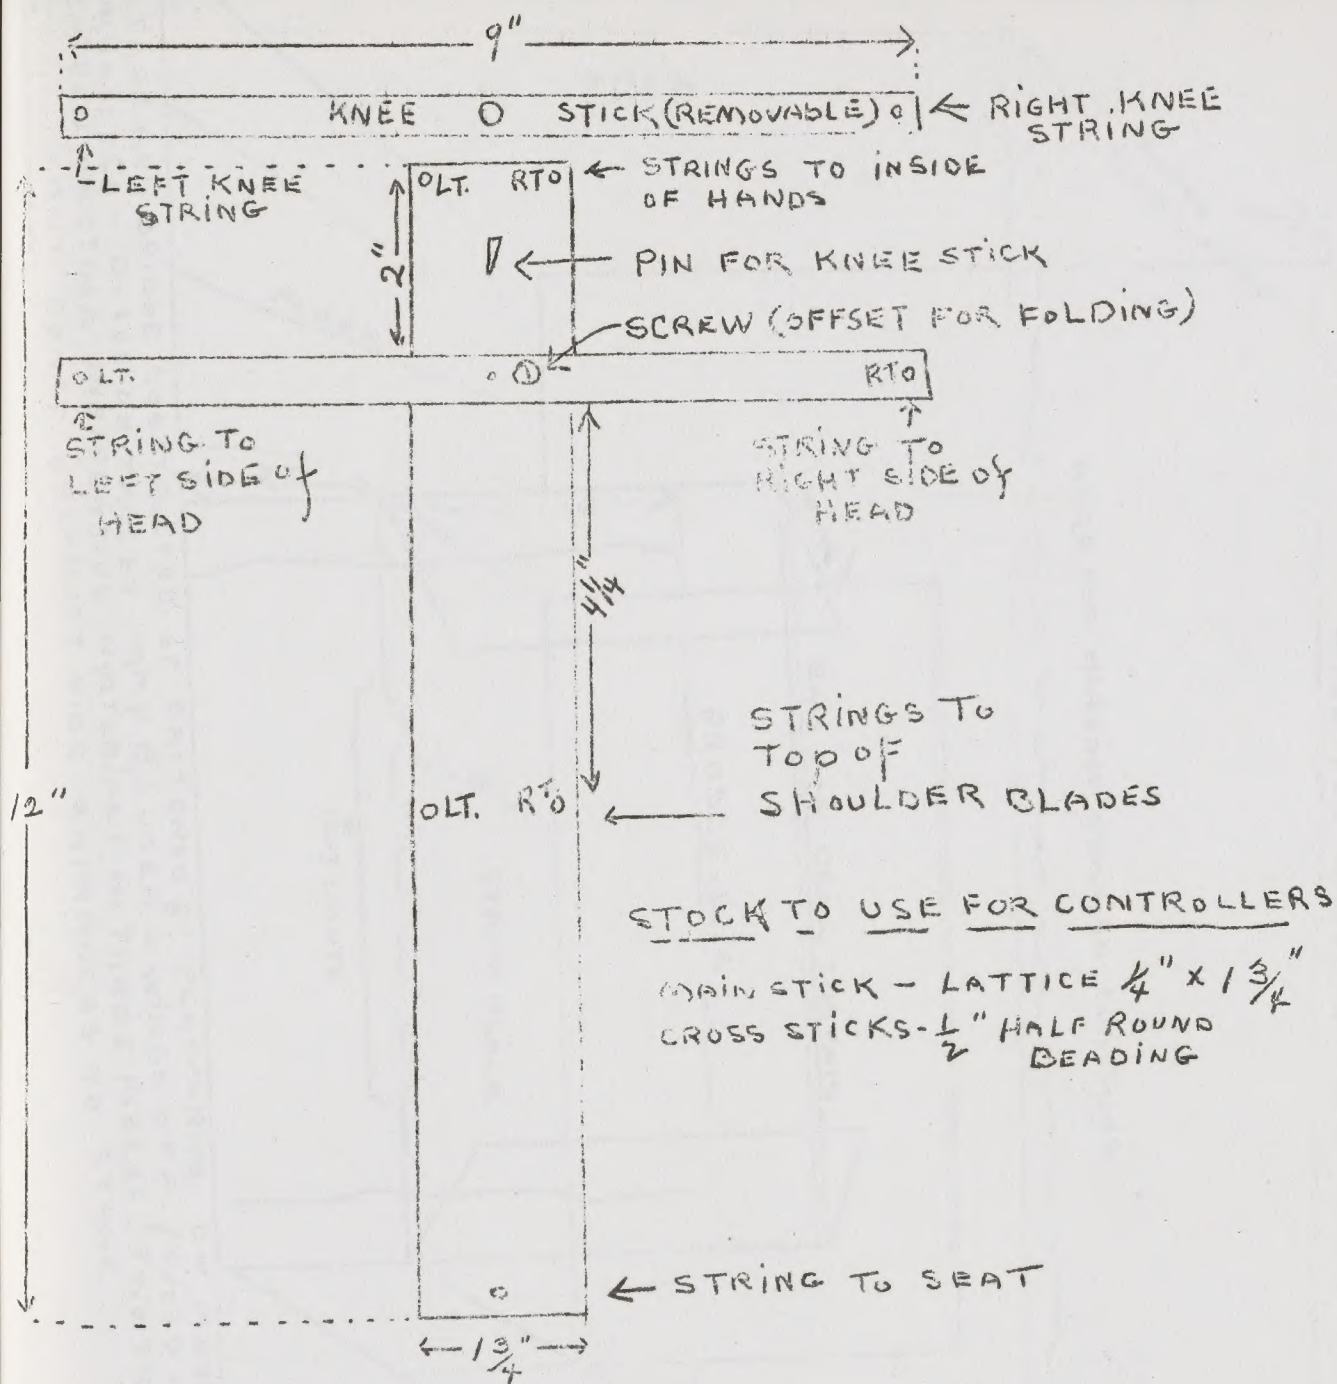 9"
KNEE STICK (REMOVABLE)
RIGHT KNEE
STRING
LEFT KNEE
STRING
LT. RT
STRINGS TO INSIDE
OF HANDS
2"
PIN FOR KNEE STICK
SCREW (OFFSET FOR FOLDING)
LT.
RT
STRING TO
LEFT SIDE of
HEAD
STRING TO
RIGHT SIDE of
HEAD
4 1/4"
STRINGS TO
TOP OF
SHOULDER BLADES
12"
LT. RT
STOCK TO USE FOR CONTROLLERS
MAIN STICK - LATTICE 1/4" X 1 3/4"
CROSS STICKS - 1/2" HALF ROUND
BEADING
STRING TO SEAT
1 3/4"